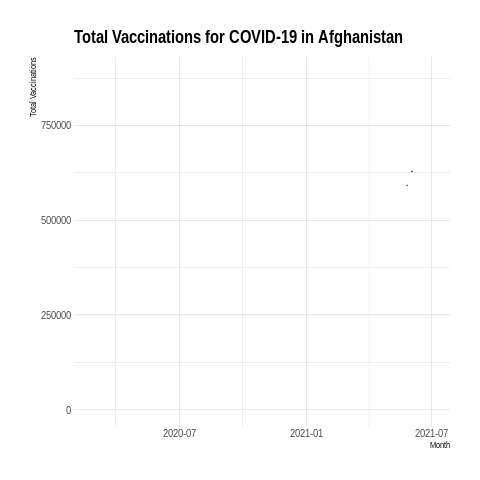 Total Vaccinations for COVID-19 in Afghanistan
Total Vaccinations
750000
500000
250000
0
2020-07 2021-01 2021-07
Month